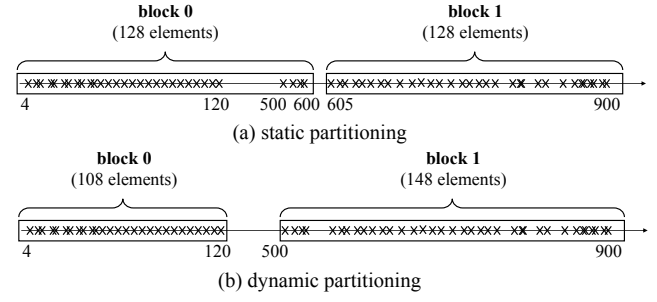 block 0 block 1
(128 elements) (128 elements)
4 120 500 600 605 900
(a) static partitioning
block 0 block 1
(108 elements) (148 elements)
4 120 500 900
(b) dynamic partitioning